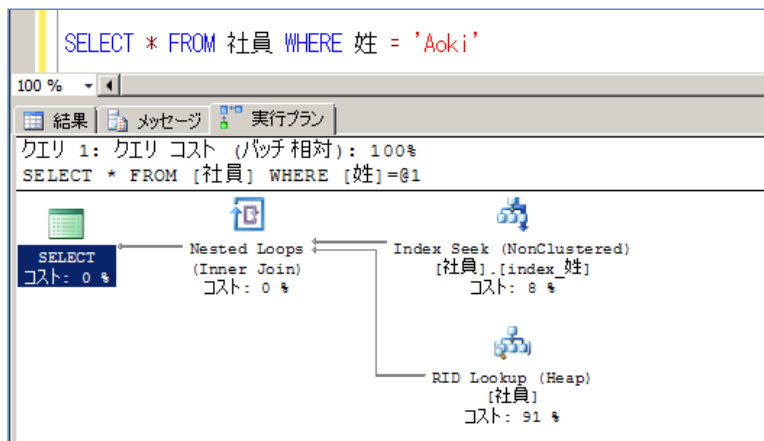 SELECT * FROM 社員 WHERE 姓 = 'Aoki'
100 %
結果 メッセージ 実行プラン
クエリ 1: クエリ コスト (バッチ相対): 100%
SELECT * FROM [社員] WHERE [姓]=@1
SELECT
コスト: 0 %
Nested Loops
(Inner Join)
コスト: 0 %
Index Seek (NonClustered)
[社員].[index_姓]
コスト: 8 %
RID Lookup (Heap)
[社員]
コスト: 91 %